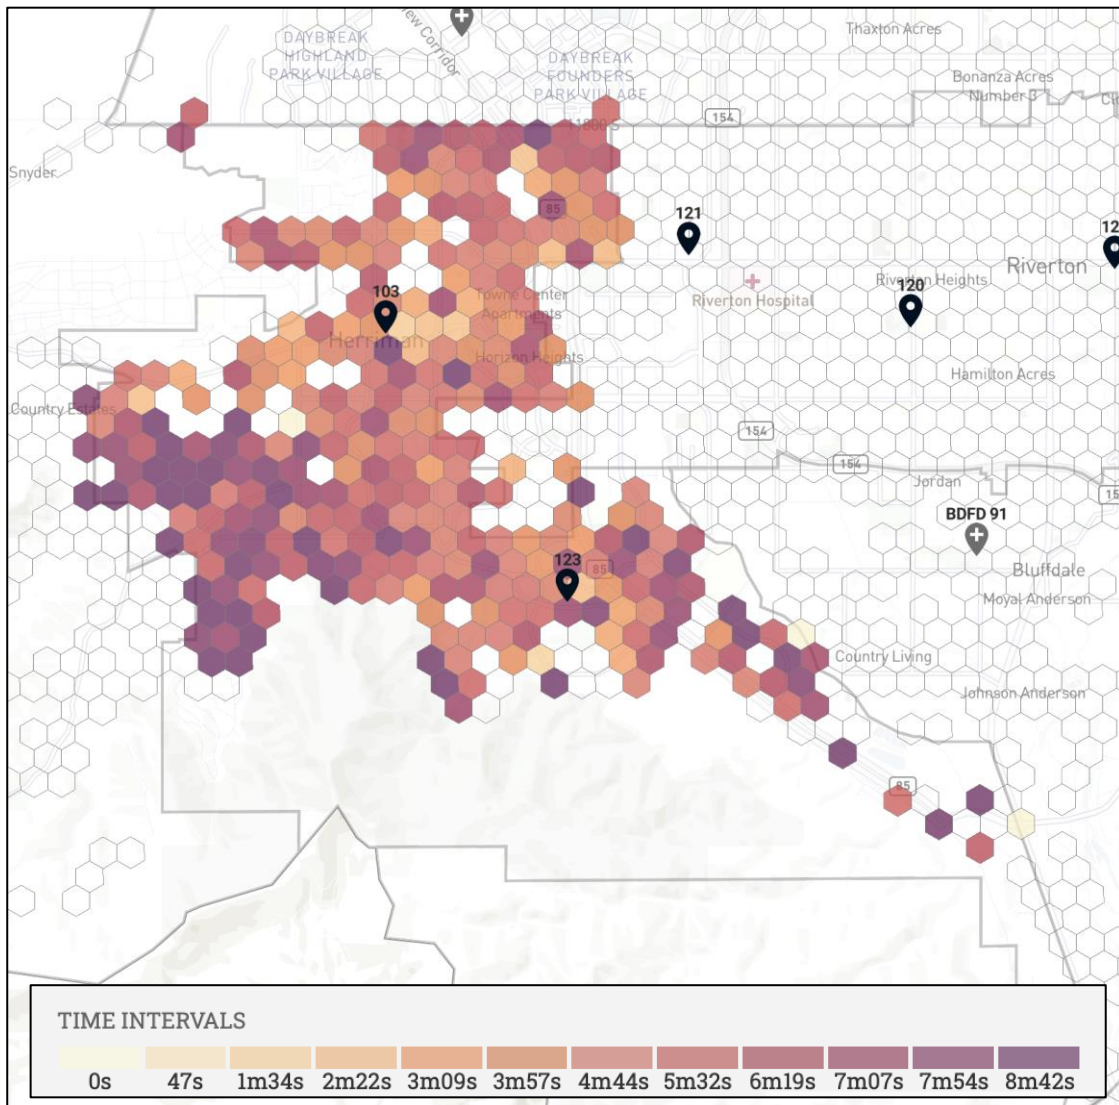 Thaxton Acres
New Corridor
DAYBREAK
HIGHLAND
PARK VILLAGE
DAYBREAK
FOUNDERS
PARK VILLAGE
Bonanza Acres
Number 3
11800 S
154
Snyder
85
121
Riverton
Riverton Heights
120
Riverton Hospital
103
Towne Center
Apartments
Herriman
Horizon Heights
Hamilton Acres
Country Estates
154
154
Jordan
BDFD 91
123
85
Bluffdale
Moyal Anderson
Country Living
Johnson Anderson
85
TIME INTERVALS
0s 47s 1m34s 2m22s 3m09s 3m57s 4m44s 5m32s 6m19s 7m07s 7m54s 8m42s